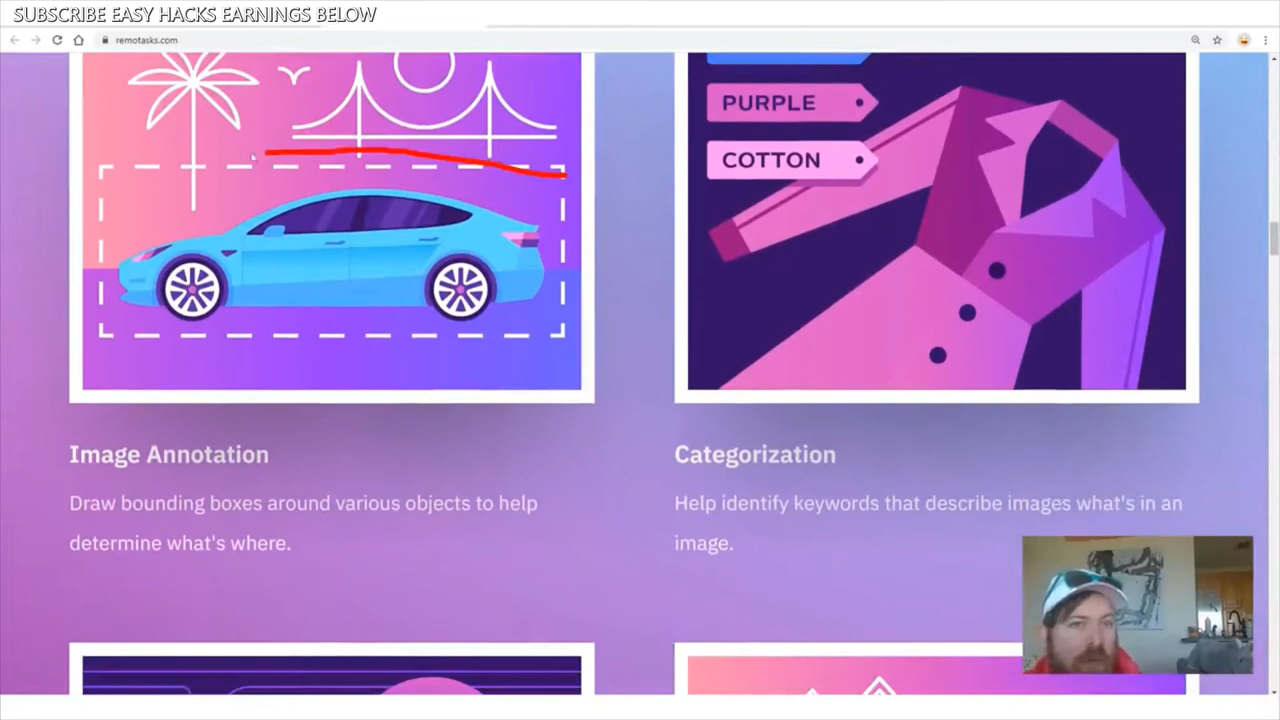 SUBSCRIBE EASY HACKS EARNINGS BELOW
remotasks.com
PURPLE
COTTON
Image Annotation
Draw bounding boxes around various objects to help
determine what's where.
Categorization
Help identify keywords that describe images what's in an
image.